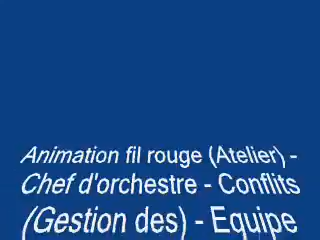 Animation fil rouge (Atelier) -
Chef d'orchestre - Conflits
(Gestion des) - Equipe